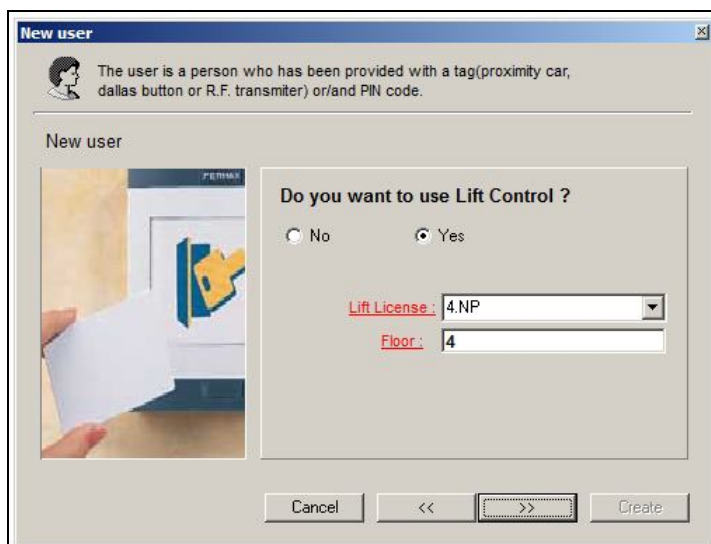 New user
The user is a person who has been provided with a tag(proximity car,
dallas button or R.F. transmiter) or/and PIN code.
New user
FERMAX
Do you want to use Lift Control ?
No Yes
Lift License : 4.NP
Floor : 4
Cancel << >> Create